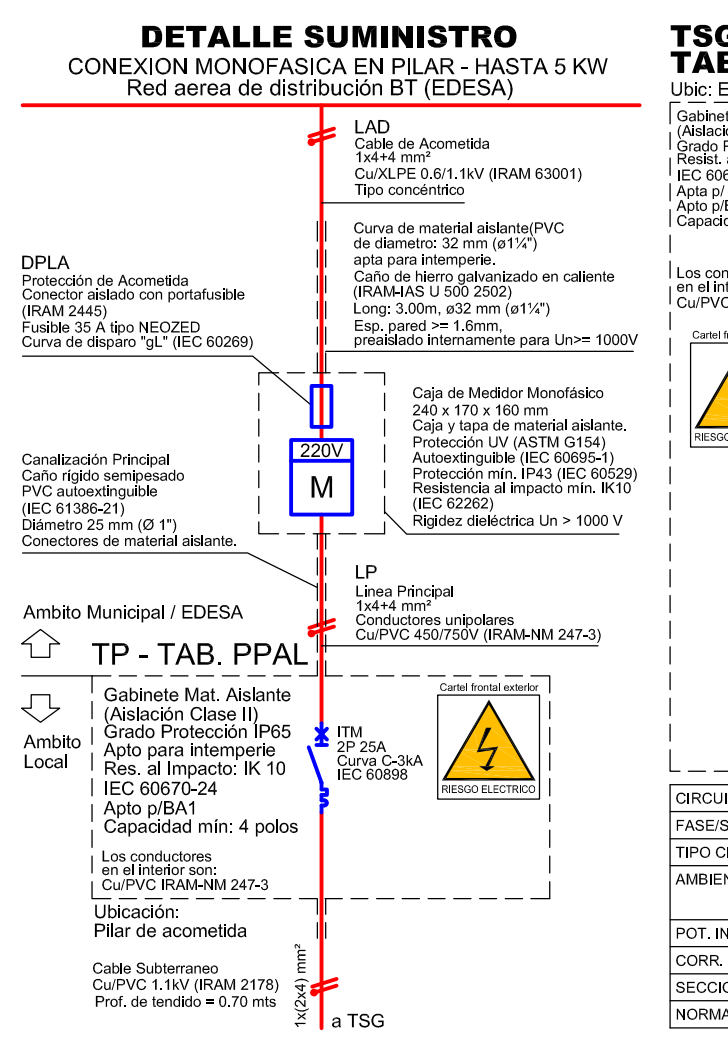 DETALLE SUMINISTRO
CONEXION MONOFASICA EN PILAR - HASTA 5 KW
Red aerea de distribución BT (EDESA)
LAD
Cable de Acometida
1x4+4 mm²
Cu/XLPE 0.6/1.1kV (IRAM 63001)
Tipo concéntrico
Curva de material aislante(PVC
de diametro: 32 mm (ø1¼")
apta para intemperie.
Caño de hierro galvanizado en caliente
(IRAM-IAS U 500 2502)
Long: 3.00m, ø32 mm (ø1¼")
Esp. pared >= 1.6mm,
preaislado internamente para Un>= 1000V
DPLA
Protección de Acometida
Conector aislado con portafusible
(IRAM 2445)
Fusible 35 A tipo NEOZED
Curva de disparo "gL" (IEC 60269)
220V
M
Caja de Medidor Monofásico
240 x 170 x 160 mm
Caja y tapa de material aislante.
Protección UV (ASTM G154)
Autoextinguible (IEC 60695-1)
Protección mín. IP43 (IEC 60529)
Resistencia al impacto mín. IK10
(IEC 62262)
Rigidez dieléctrica Un > 1000 V
Canalización Principal
Caño rígido semipesado
PVC autoextinguible
(IEC 61386-21)
Diámetro 25 mm (Ø 1")
Conectores de material aislante.
LP
Linea Principal
1x4+4 mm²
Conductores unipolares
Cu/PVC 450/750V (IRAM-NM 247-3)
Ambito Municipal / EDESA
TP - TAB. PPAL
Ambito
Local
Gabinete Mat. Aislante
(Aislación Clase II)
Grado Protección IP65
Apto para intemperie
Res. al Impacto: IK 10
IEC 60670-24
Apto p/BA1
Capacidad mín: 4 polos
Los conductores
en el interior son:
Cu/PVC IRAM-NM 247-3
ITM
2P 25A
Curva C-3kA
IEC 60898
Cartel frontal exterior
RIESGO ELECTRICO
Ubicación:
Pilar de acometida
Cable Subterraneo
Cu/PVC 1.1kV (IRAM 2178)
Prof. de tendido = 0.70 mts
1x(2x4) mm²
a TSG
TSG
TAB
Ubic: E
Gabinet
(Aislació
Grado P
Resist. a
IEC 606
Apta p/
Apto p/B
Capacid
Los con
en el int
Cu/PVC
Cartel fr
RIESGO
CIRCUI
FASE/S
TIPO CI
AMBIEN
POT. IN
CORR.
SECCIO
NORMA